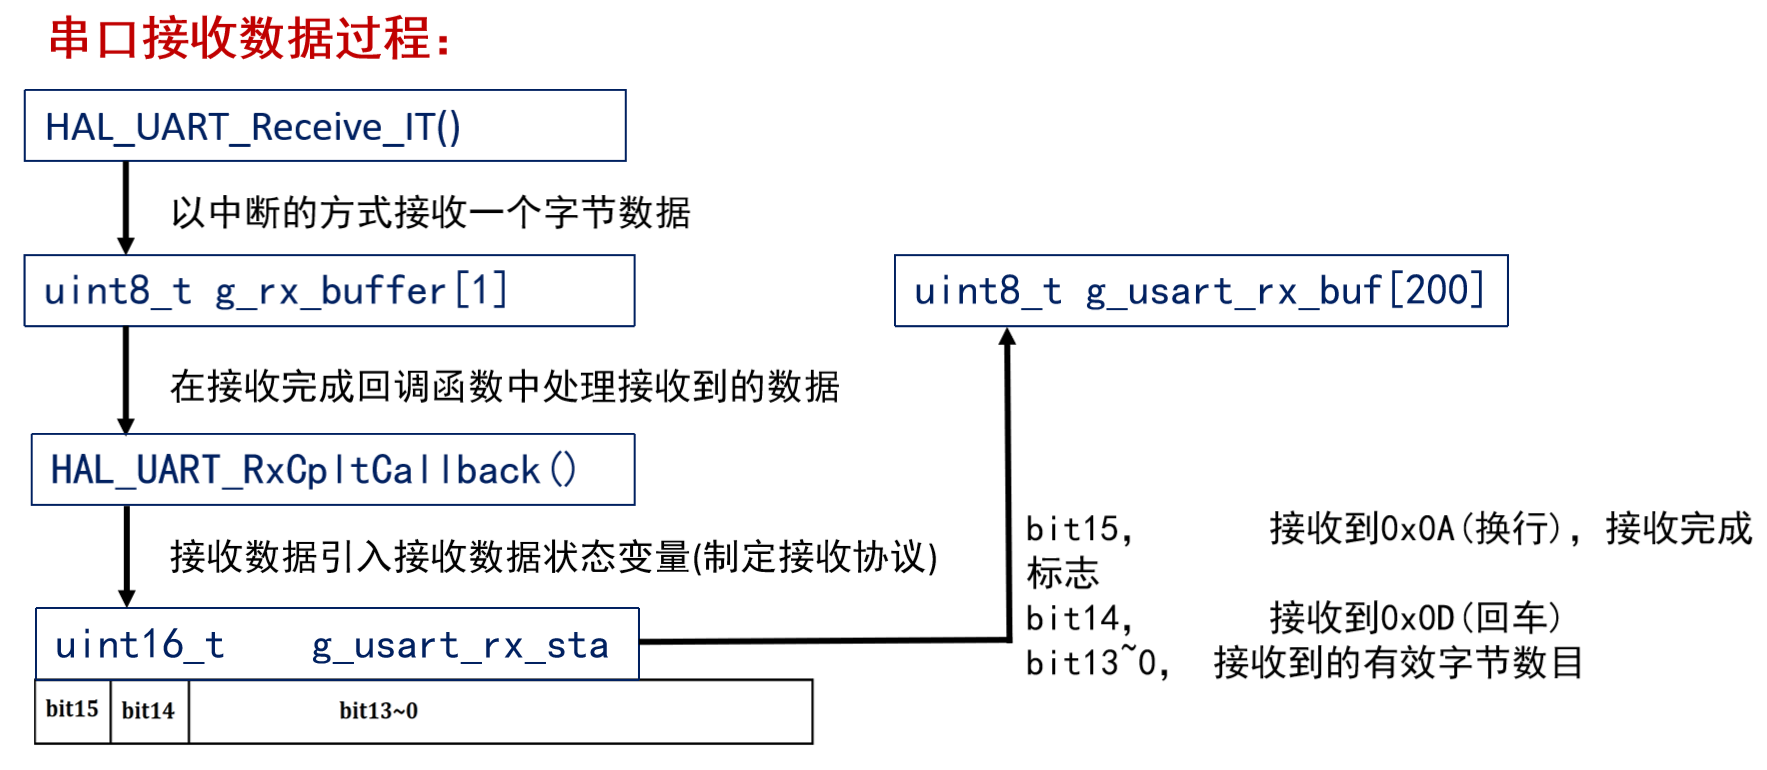 串口接收数据过程:
HAL_UART_Receive_IT()
以中断的方式接收一个字节数据
uint8_t g_rx_buffer[1]
uint8_t g_usart_rx_buf[200]
在接收完成回调函数中处理接收到的数据
HAL_UART_RxCpltCallback()
接收数据引入接收数据状态变量(制定接收协议)
uint16_t g_usart_rx_sta
bit15 bit14 bit13~0
bit15, 接收到0x0A(换行), 接收完成
标志
bit14, 接收到0x0D(回车)
bit13~0, 接收到的有效字节数目